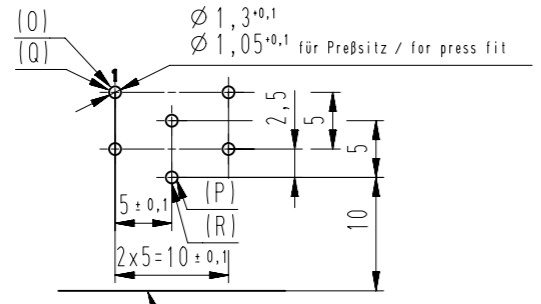 (O)
(Q)
Ø 1,3+0,1
Ø 1,05+0,1 für Preßsitz / for press fit
1
2,5
5
5
5 ± 0,1
(P)
(R)
10
2x5=10 ± 0,1